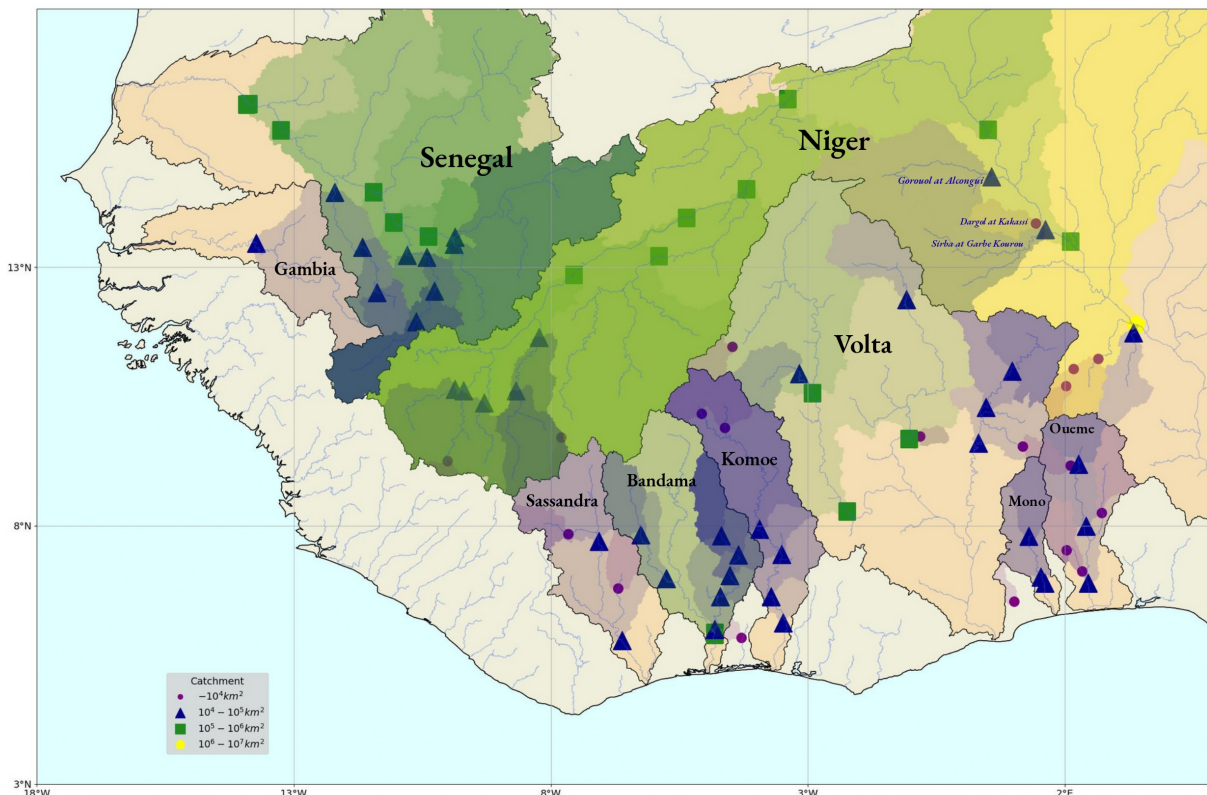 Niger
Senegal
Gorouol at Alcongui
Dargol at Kakassi
Sirba at Garbe Kourou
13°N
Gambia
Volta
Oueme
Komoe
Bandama
Sassandra
Mono
8°N
Catchment
−10⁴km²
10⁴ − 10⁵km²
10⁵ − 10⁶km²
10⁶ − 10⁷km²
3°N
18°W
13°W
8°W
3°W
2°E